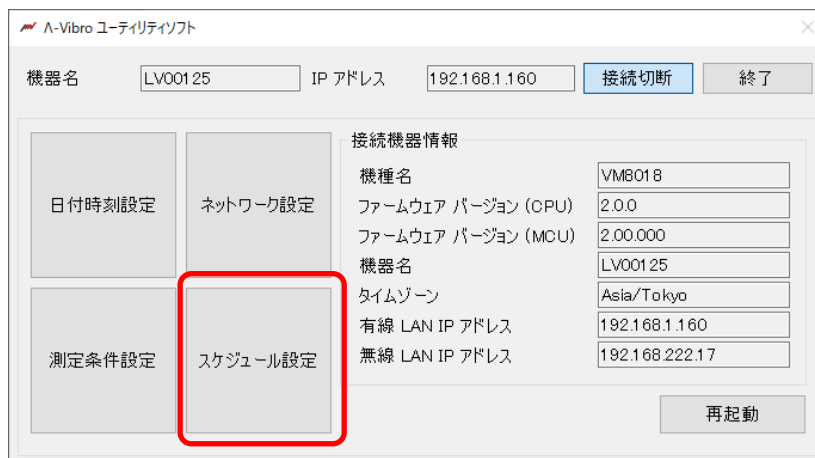 Λ-Vibro ユーティリティソフト
機器名 LV00125 IP アドレス 192.168.1.160 接続切断 終了
日付時刻設定 ネットワーク設定
測定条件設定 スケジュール設定
接続機器情報
機種名 VM8018
ファームウェア バージョン (CPU) 2.0.0
ファームウェア バージョン (MCU) 2.00.000
機器名 LV00125
タイムゾーン Asia/Tokyo
有線 LAN IP アドレス 192.168.1.160
無線 LAN IP アドレス 192.168.222.17
再起動